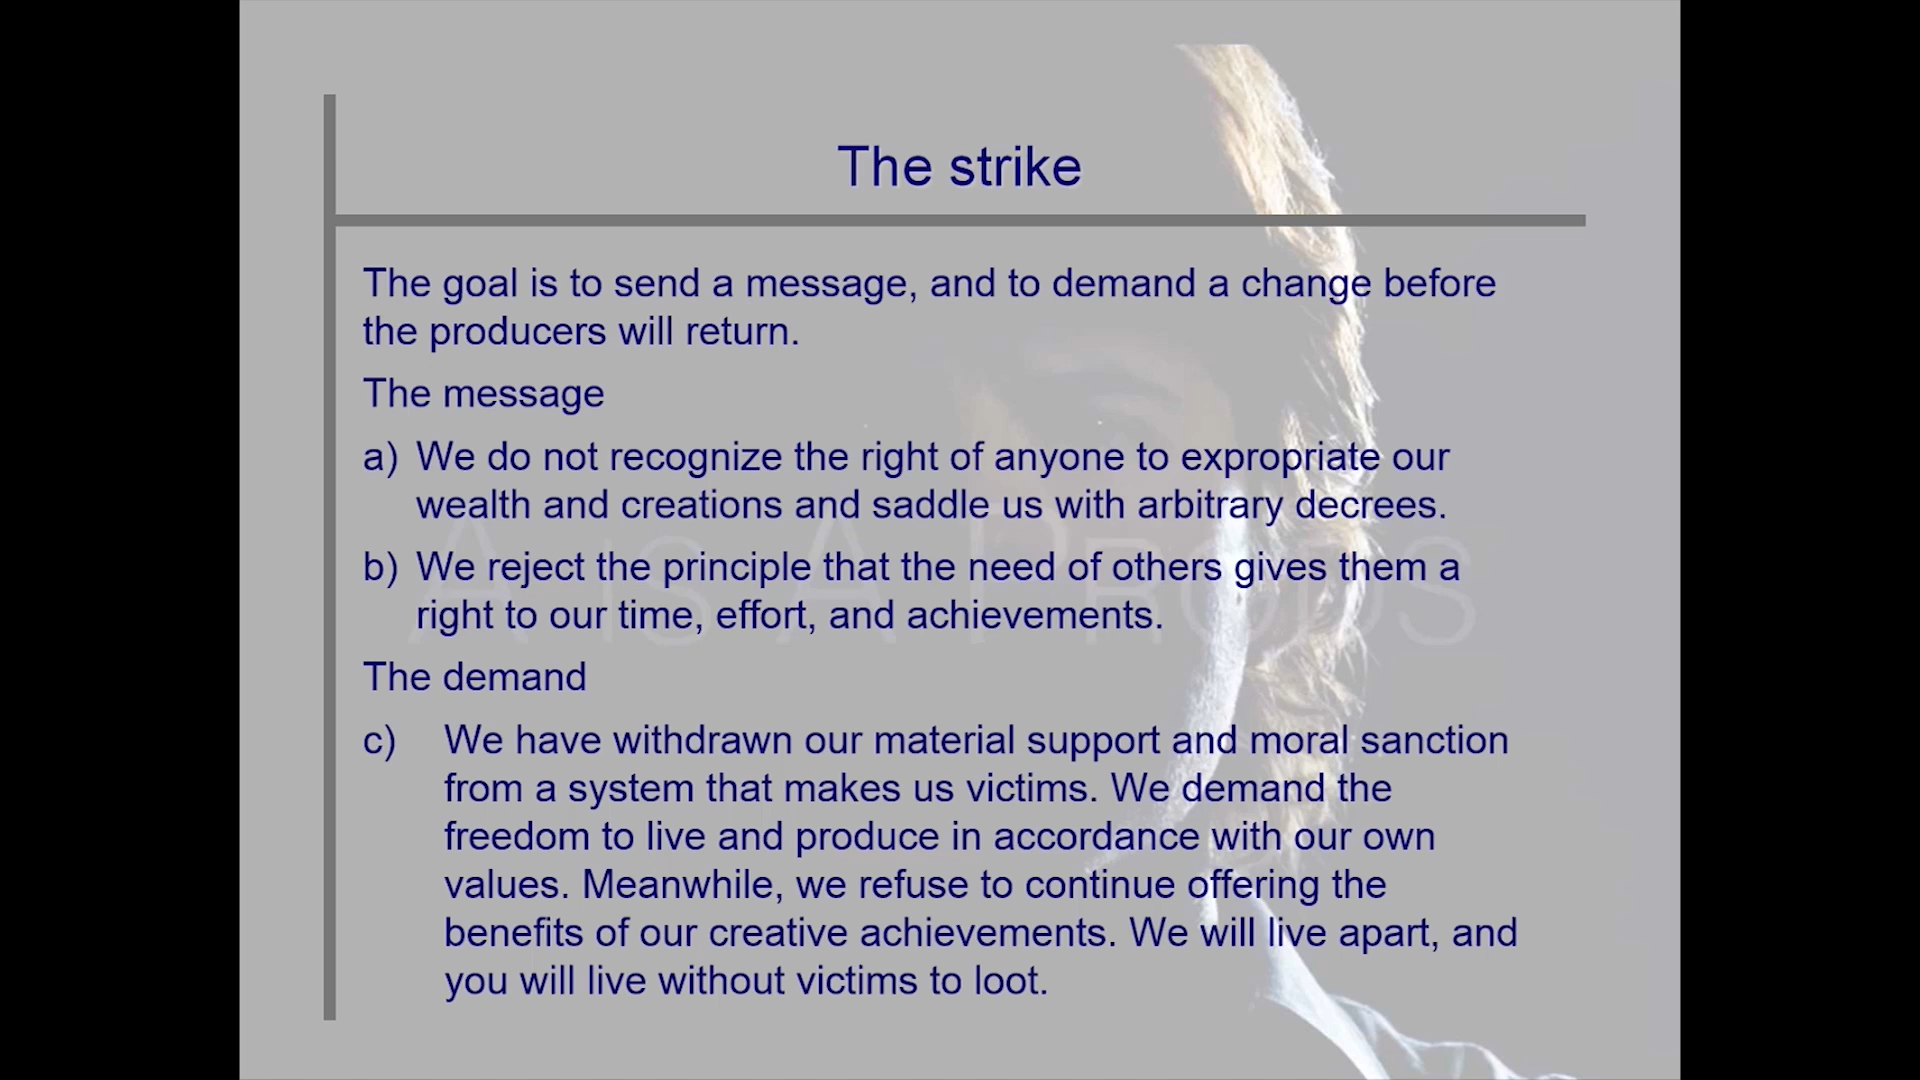 The strike
The goal is to send a message, and to demand a change before
the producers will return.
The message
a) We do not recognize the right of anyone to expropriate our
wealth and creations and saddle us with arbitrary decrees.
b) We reject the principle that the need of others gives them a
right to our time, effort, and achievements.
A IS A PRODS
The demand
c) We have withdrawn our material support and moral sanction
from a system that makes us victims. We demand the
freedom to live and produce in accordance with our own
values. Meanwhile, we refuse to continue offering the
benefits of our creative achievements. We will live apart, and
you will live without victims to loot.